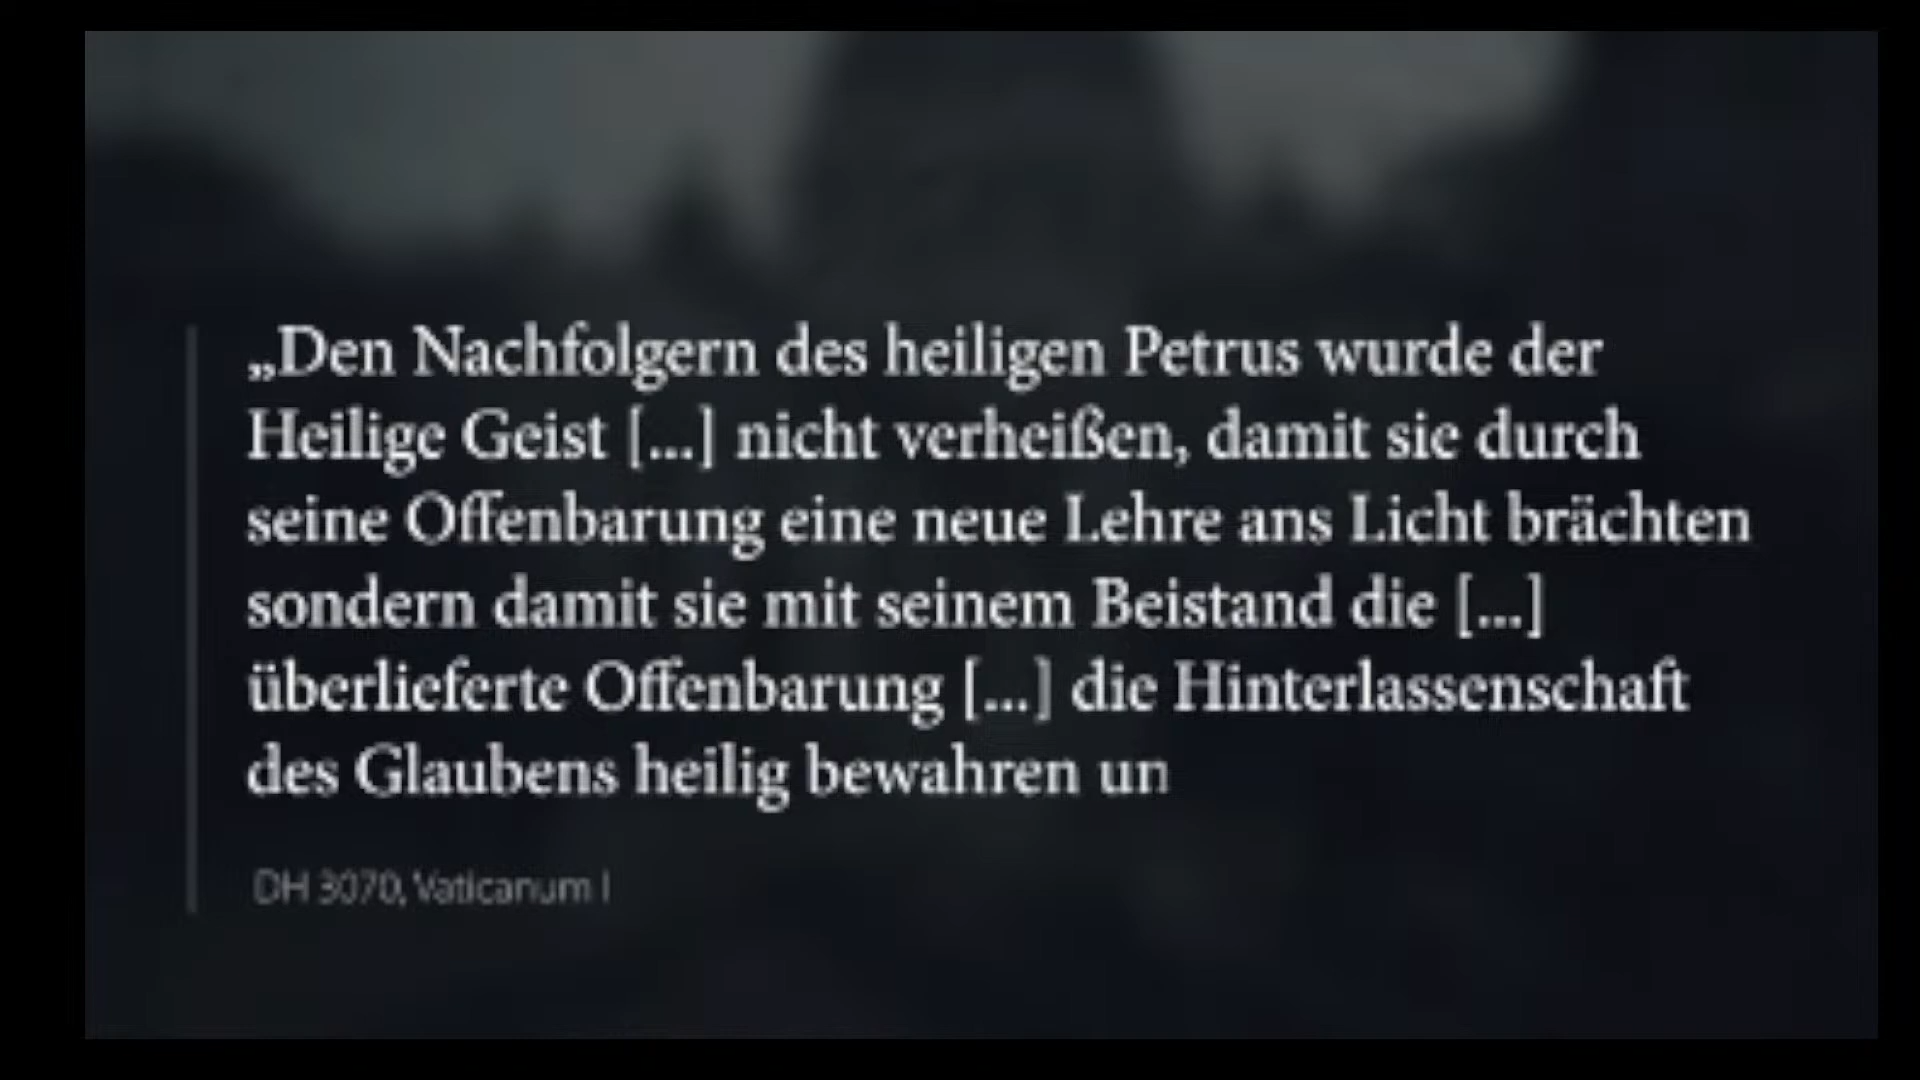 „Den Nachfolgern des heiligen Petrus wurde der
Heilige Geist [...] nicht verheißen, damit sie durch
seine Offenbarung eine neue Lehre ans Licht brächten
sondern damit sie mit seinem Beistand die [...]
überlieferte Offenbarung [...] die Hinterlassenschaft
des Glaubens heilig bewahren un
DH 3070, Vaticanum I